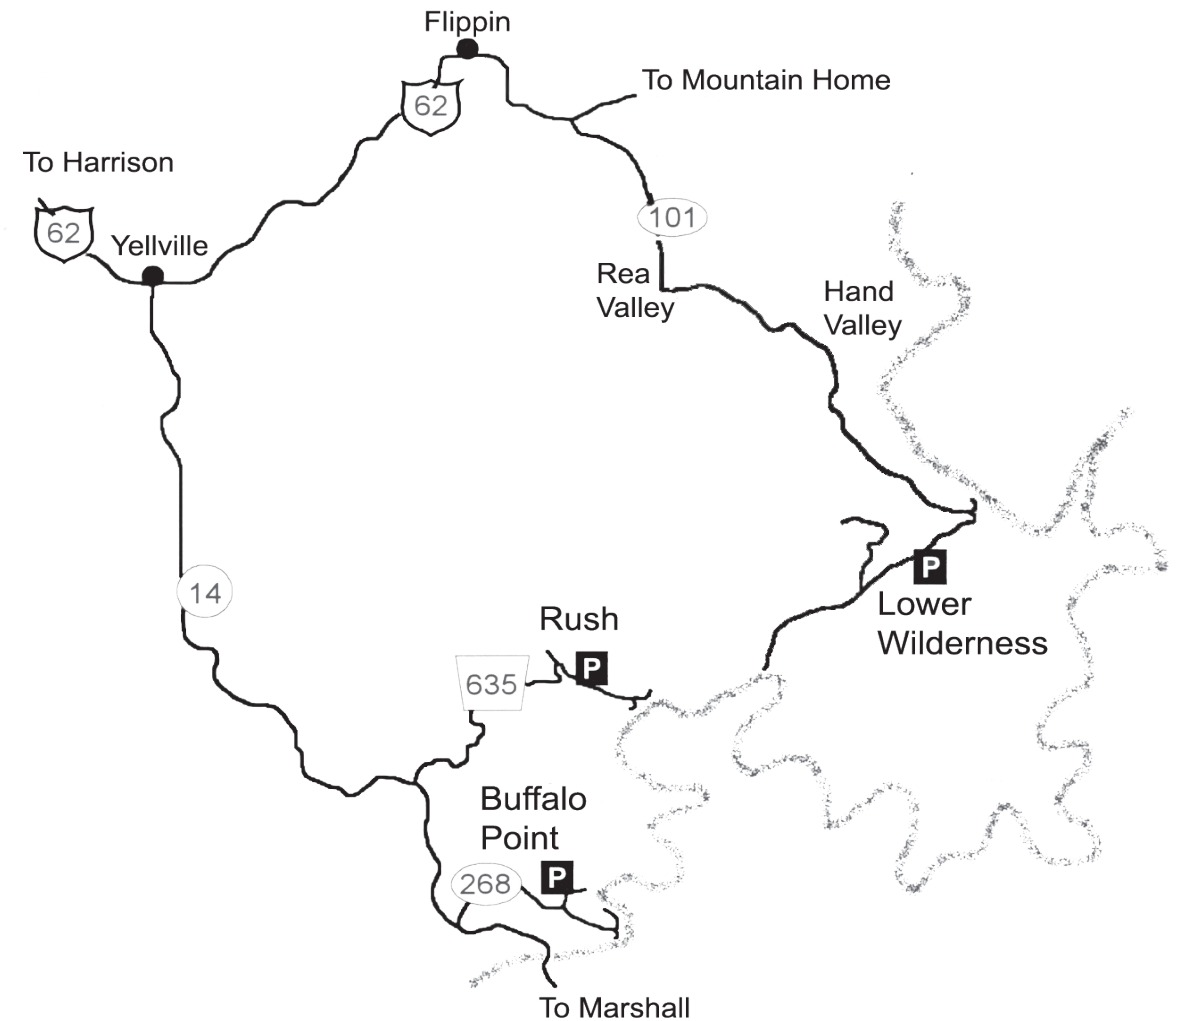 Flippin
To Mountain Home
62
To Harrison
62
Yellville
101
Rea
Valley
Hand
Valley
14
P
Lower
Wilderness
Rush
P
635
Buffalo
Point
P
268
To Marshall